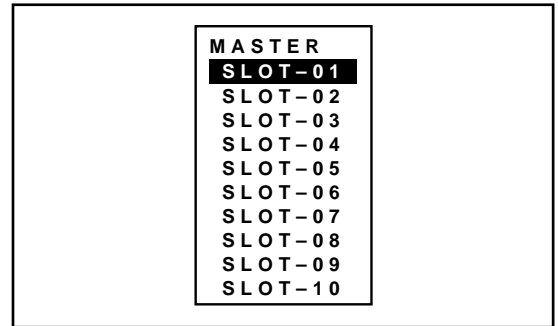 MASTER
SLOT–01
SLOT–02
SLOT–03
SLOT–04
SLOT–05
SLOT–06
SLOT–07
SLOT–08
SLOT–09
SLOT–10